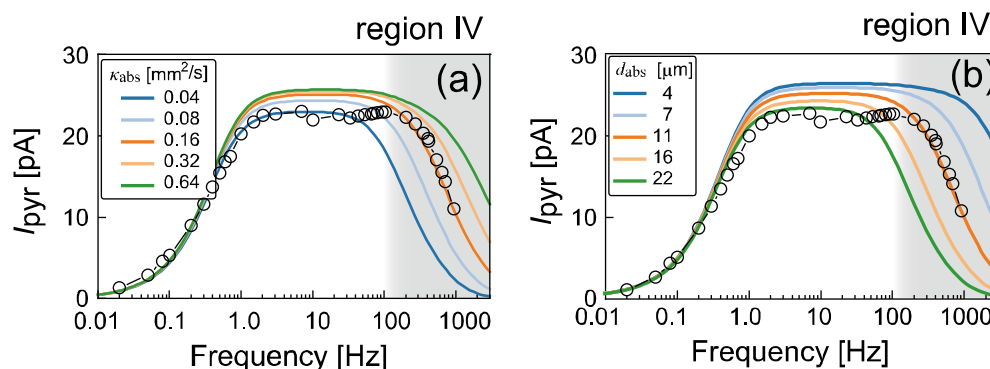 region IV
(a)
κabs [mm²/s]
0.04
0.08
0.16
0.32
0.64
30
20
10
0
Ipyr [pA]
0.01 0.1 1.0 10 100 1000
Frequency [Hz]
region IV
(b)
dabs [μm]
4
7
11
16
22
30
20
10
0
Ipyr [pA]
0.01 0.1 1.0 10 100 1000
Frequency [Hz]